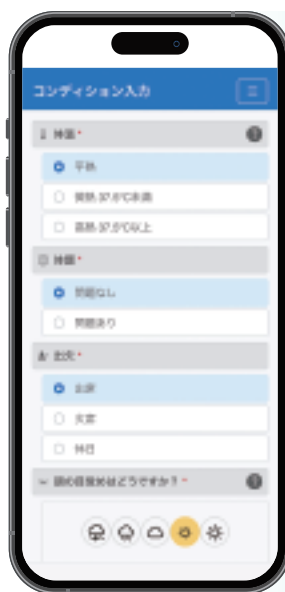 コンディション入力
体温*
平熱
微熱 37.5℃未満
高熱 37.5℃以上
体調*
問題なし
問題あり
出欠*
出席
欠席
休日
朝の目覚めはどうですか？*